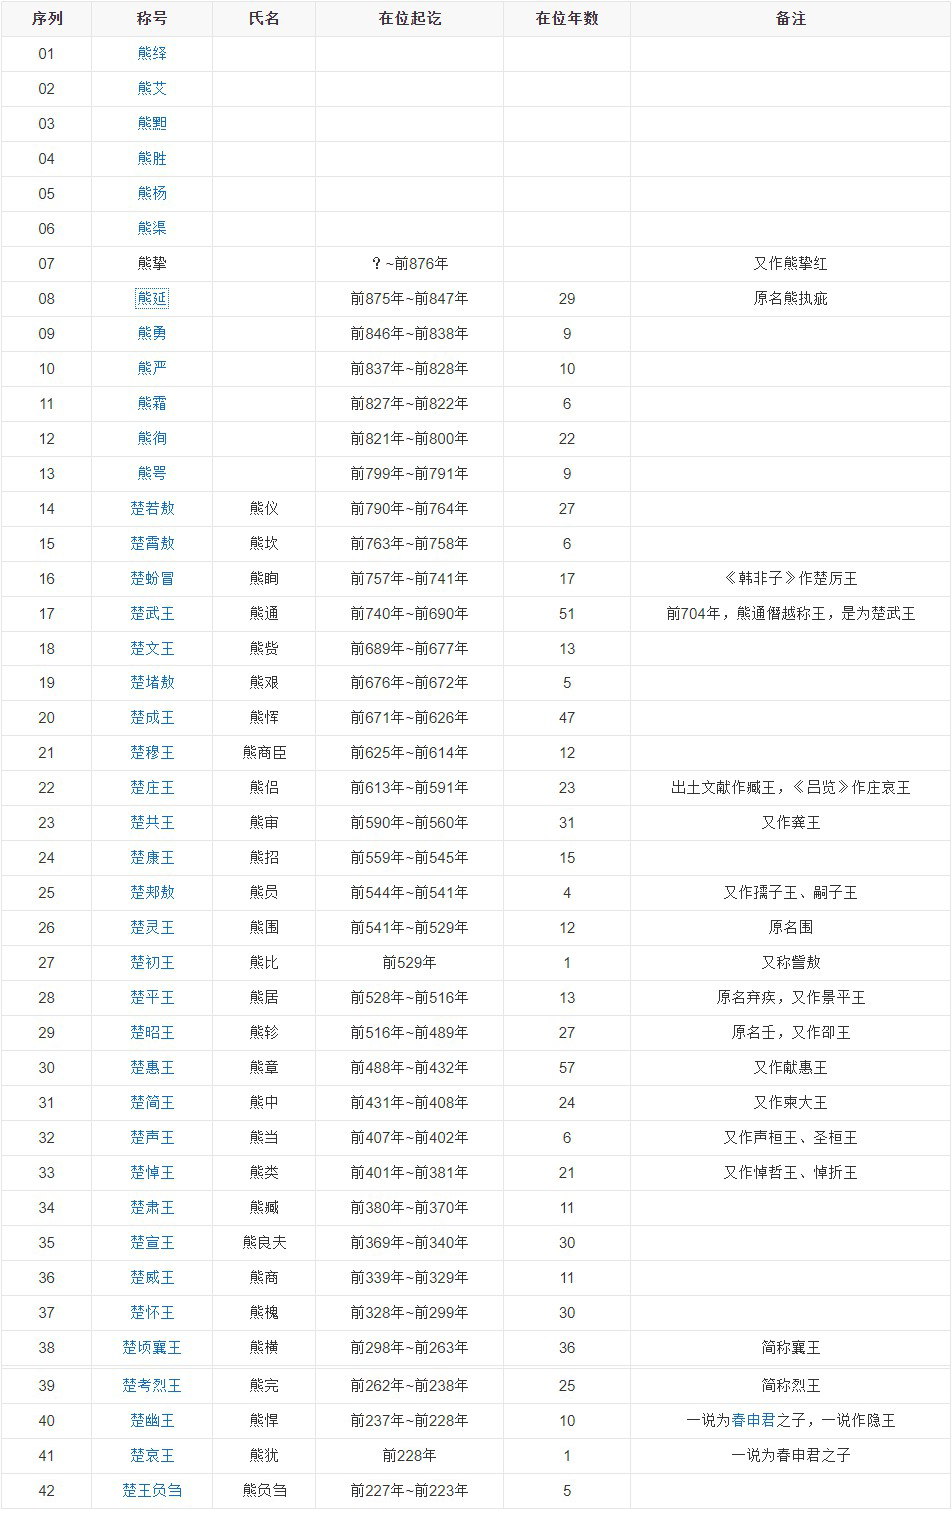 序列 称号 氏名 在位起讫 在位年数 备注
01 熊绎
02 熊艾
03 熊䵣
04 熊胜
05 熊杨
06 熊渠
07 熊挚 ？~前876年 又作熊挚红
08 熊延 前875年~前847年 29 原名熊执疵
09 熊勇 前846年~前838年 9
10 熊严 前837年~前828年 10
11 熊霜 前827年~前822年 6
12 熊徇 前821年~前800年 22
13 熊咢 前799年~前791年 9
14 楚若敖 熊仪 前790年~前764年 27
15 楚霄敖 熊坎 前763年~前758年 6
16 楚蚡冒 熊眴 前757年~前741年 17 《韩非子》作楚厉王
17 楚武王 熊通 前740年~前690年 51 前704年，熊通僭越称王，是为楚武王
18 楚文王 熊赀 前689年~前677年 13
19 楚堵敖 熊艰 前676年~前672年 5
20 楚成王 熊恽 前671年~前626年 47
21 楚穆王 熊商臣 前625年~前614年 12
22 楚庄王 熊侣 前613年~前591年 23 出土文献作臧王，《吕览》作庄哀王
23 楚共王 熊审 前590年~前560年 31 又作龚王
24 楚康王 熊招 前559年~前545年 15
25 楚郏敖 熊员 前544年~前541年 4 又作孺子王、嗣子王
26 楚灵王 熊围 前541年~前529年 12 原名围
27 楚初王 熊比 前529年 1 又称訾敖
28 楚平王 熊居 前528年~前516年 13 原名弃疾，又作景平王
29 楚昭王 熊轸 前516年~前489年 27 原名壬，又作卲王
30 楚惠王 熊章 前488年~前432年 57 又作献惠王
31 楚简王 熊中 前431年~前408年 24 又作柬大王
32 楚声王 熊当 前407年~前402年 6 又作声桓王、圣桓王
33 楚悼王 熊类 前401年~前381年 21 又作悼哲王、悼折王
34 楚肃王 熊臧 前380年~前370年 11
35 楚宣王 熊良夫 前369年~前340年 30
36 楚威王 熊商 前339年~前329年 11
37 楚怀王 熊槐 前328年~前299年 30
38 楚顷襄王 熊横 前298年~前263年 36 简称襄王
39 楚考烈王 熊完 前262年~前238年 25 简称烈王
40 楚幽王 熊悍 前237年~前228年 10 一说为春申君之子，一说作隐王
41 楚哀王 熊犹 前228年 1 一说为春申君之子
42 楚王负刍 熊负刍 前227年~前223年 5